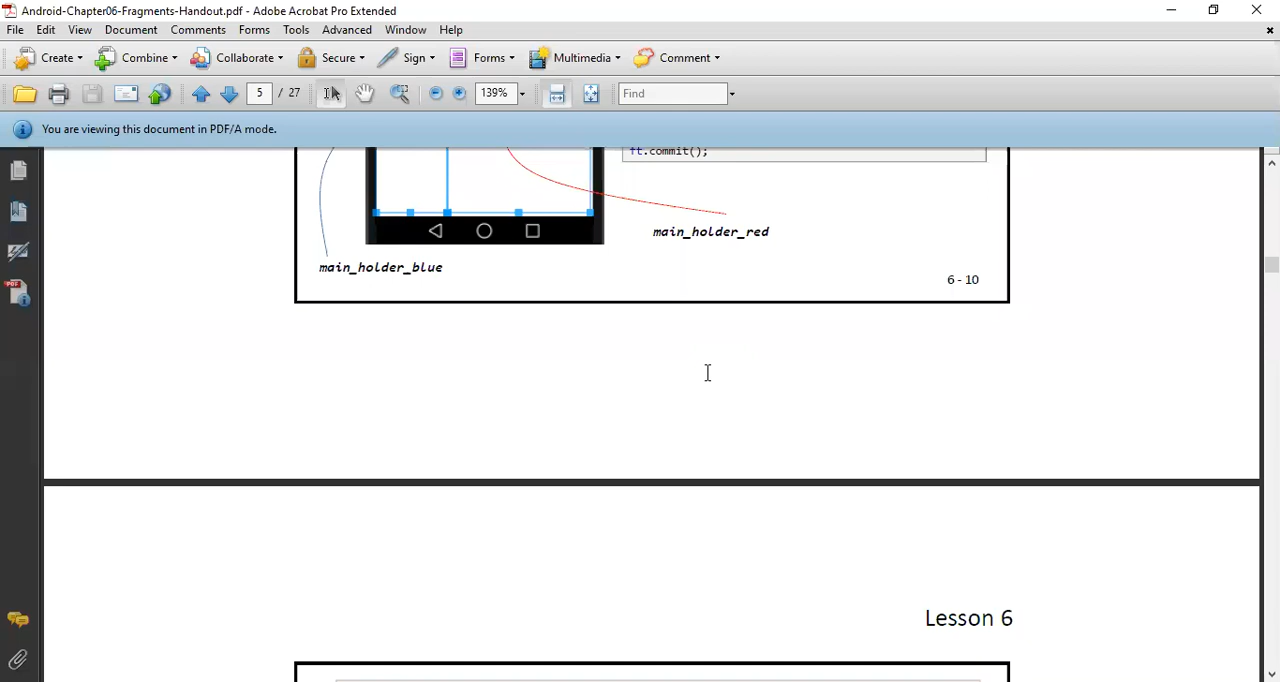 Android-Chapter06-Fragments-Handout.pdf - Adobe Acrobat Pro Extended
File Edit View Document Comments Forms Tools Advanced Window Help
Create Combine Collaborate Secure Sign Forms Multimedia Comment
5 / 27 139% Find
You are viewing this document in PDF/A mode.
ft.commit();
main_holder_red
main_holder_blue
6 - 10
Lesson 6